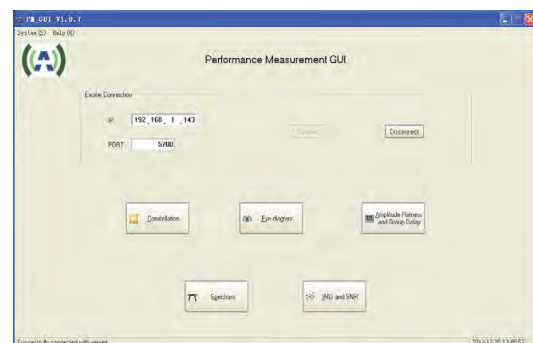 PM_GUI V1.0.7
System(S) Help(H)
Performance Measurement GUI
Exciter Connection
IP: 192 .168 . 1 .143
Connect
Disconnect
PORT: 5700
Constellation
Eye diagram
Amplitude Flatness
and Group Delay
Spectrum
IMD and SNR
Successfully connected with server!